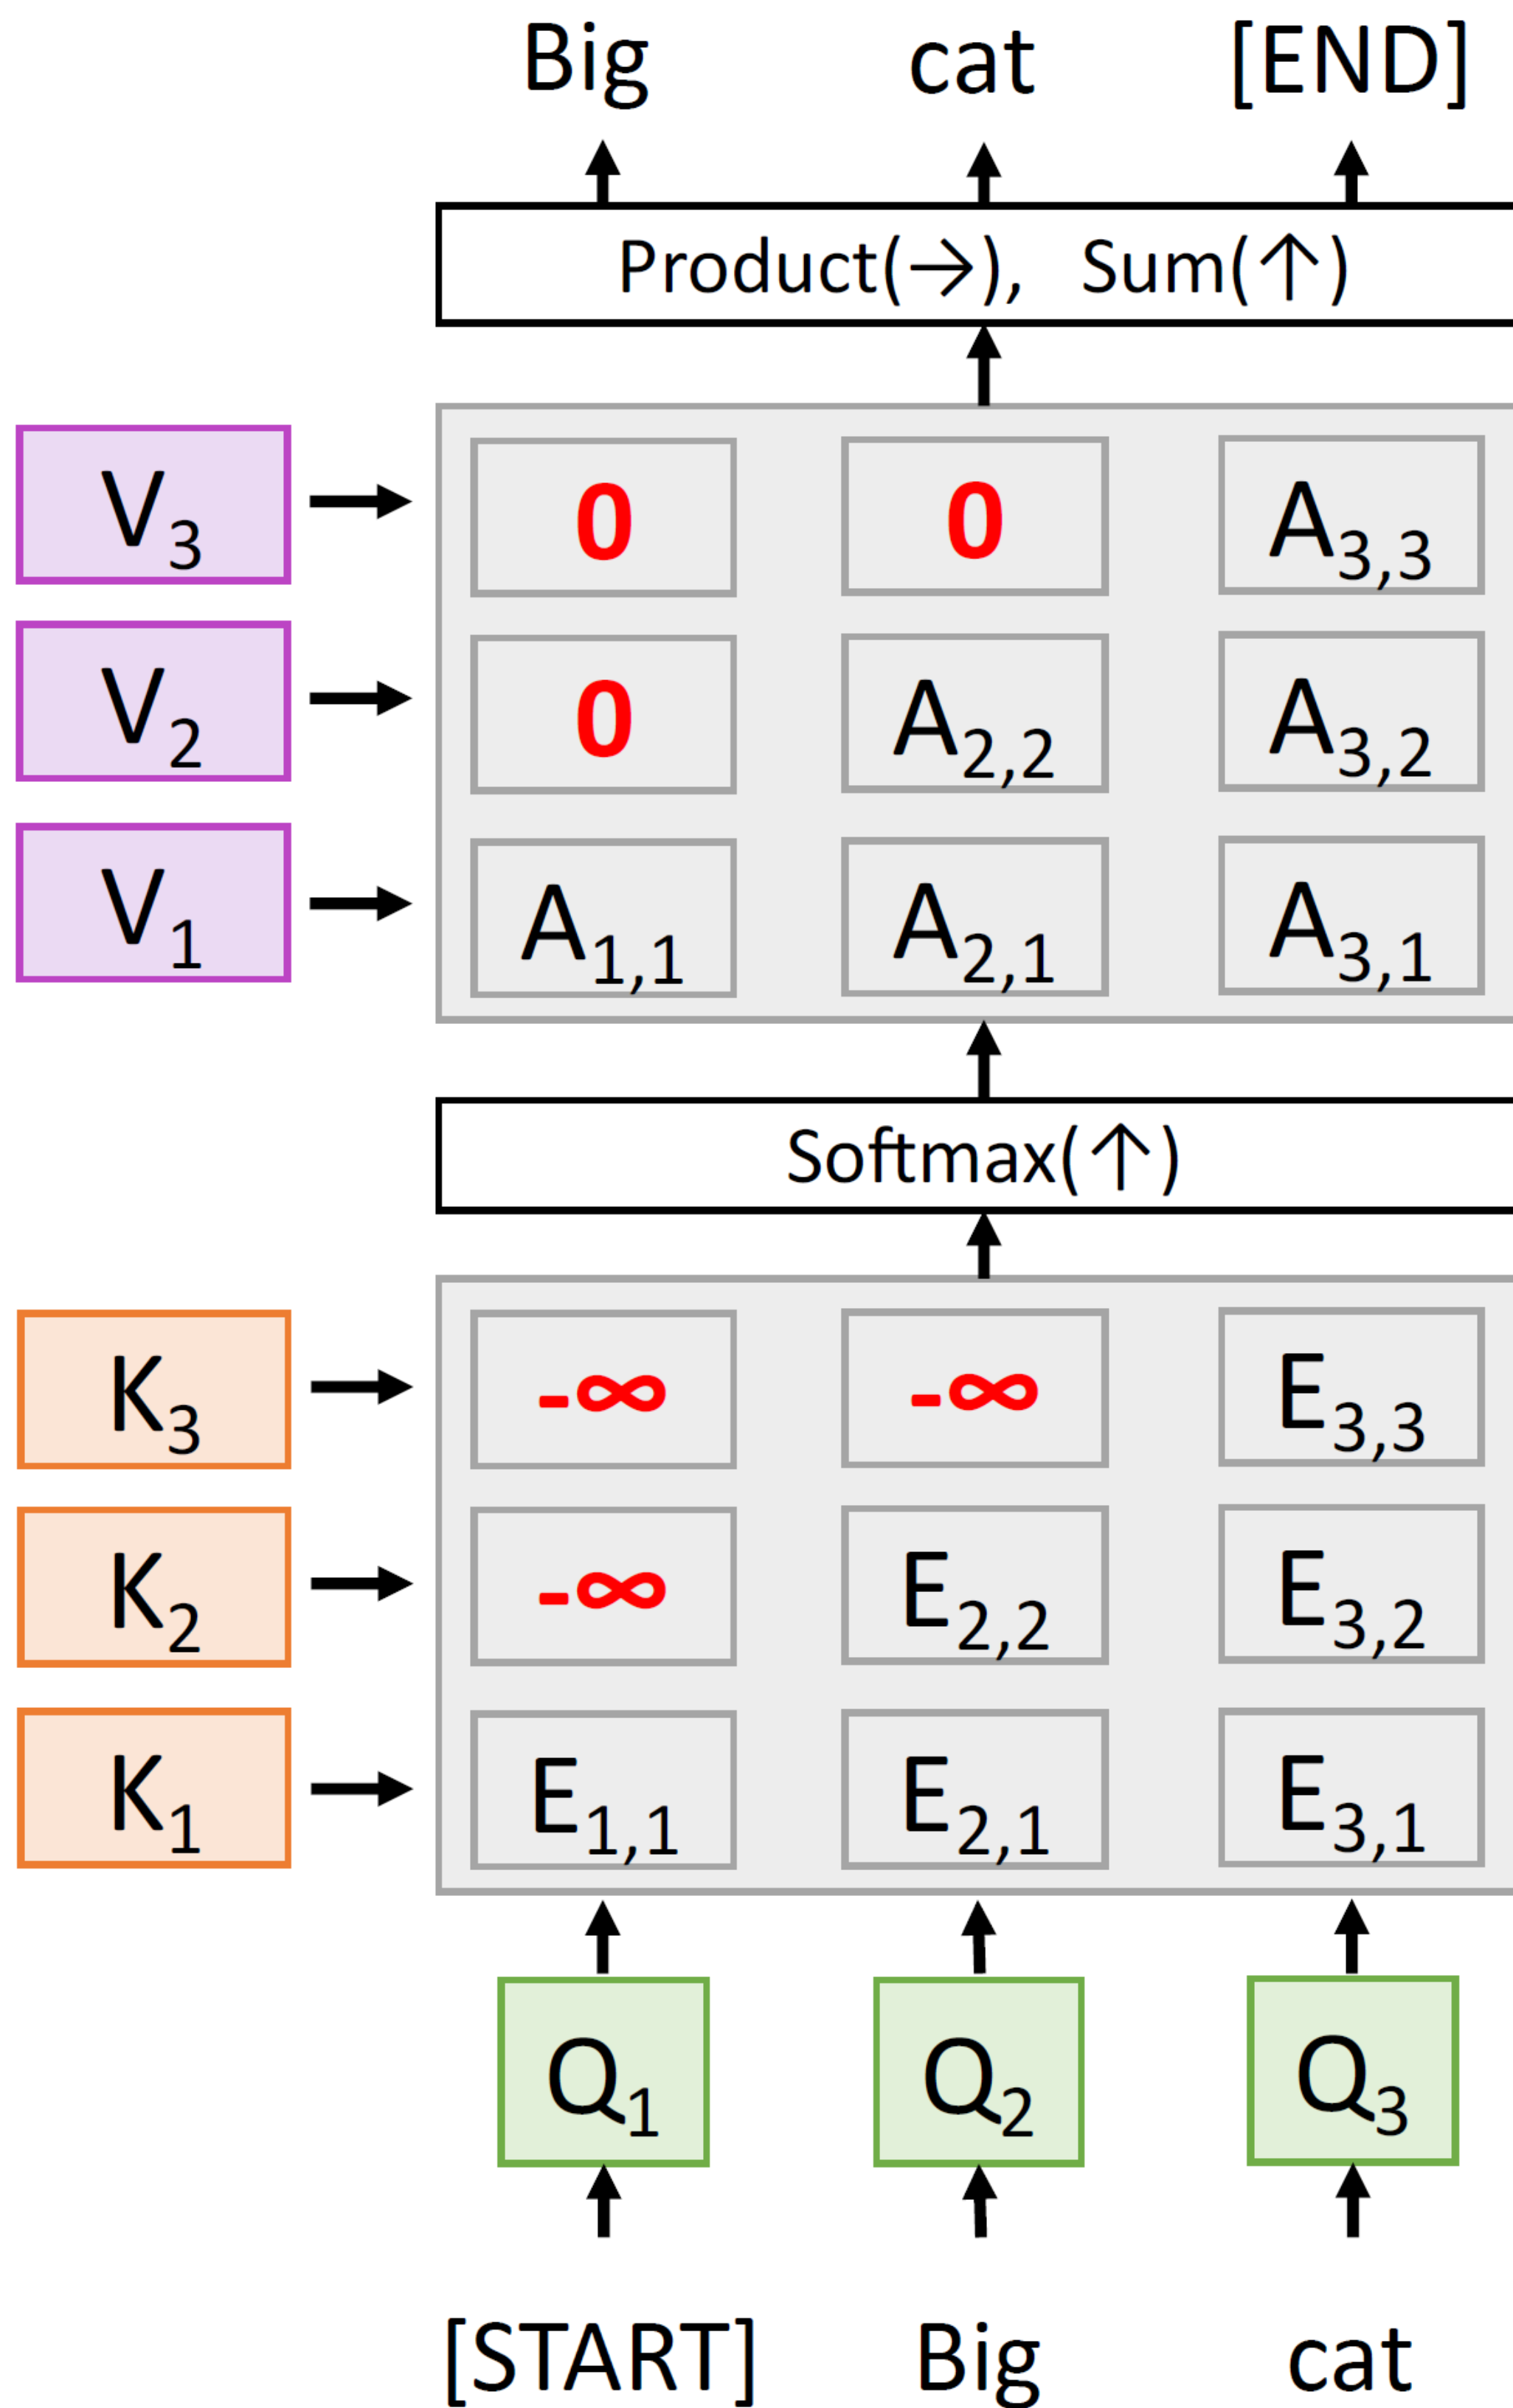 Big cat [END]
Product(→), Sum(↑)
V3 0 0 A3,3
V2 0 A2,2 A3,2
V1 A1,1 A2,1 A3,1
Softmax(↑)
K3 -∞ -∞ E3,3
K2 -∞ E2,2 E3,2
K1 E1,1 E2,1 E3,1
Q1 Q2 Q3
[START] Big cat